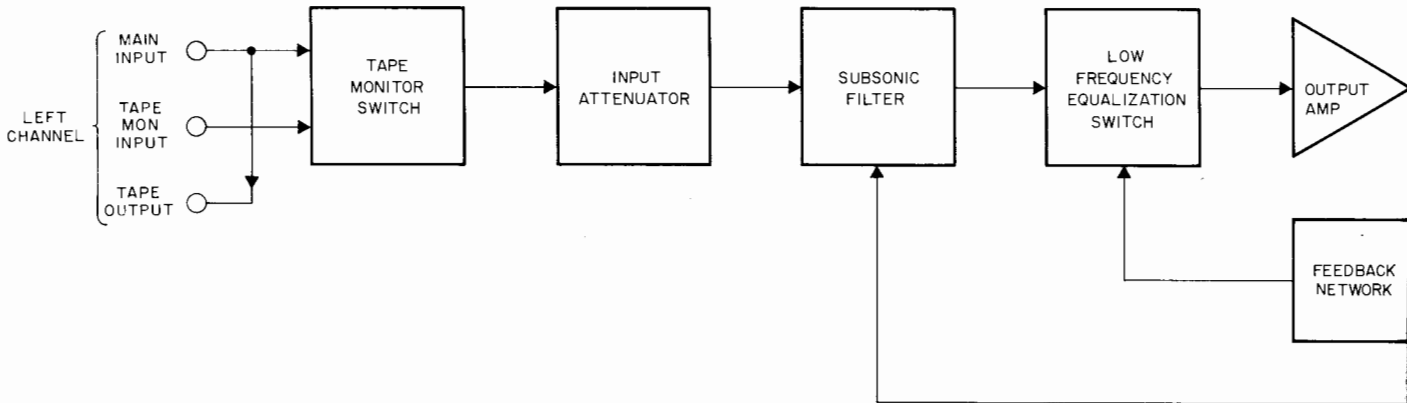 LEFT
CHANNEL
MAIN
INPUT
TAPE
MON
INPUT
TAPE
OUTPUT
TAPE
MONITOR
SWITCH
INPUT
ATTENUATOR
SUBSONIC
FILTER
LOW
FREQUENCY
EQUALIZATION
SWITCH
OUTPUT
AMP
FEEDBACK
NETWORK